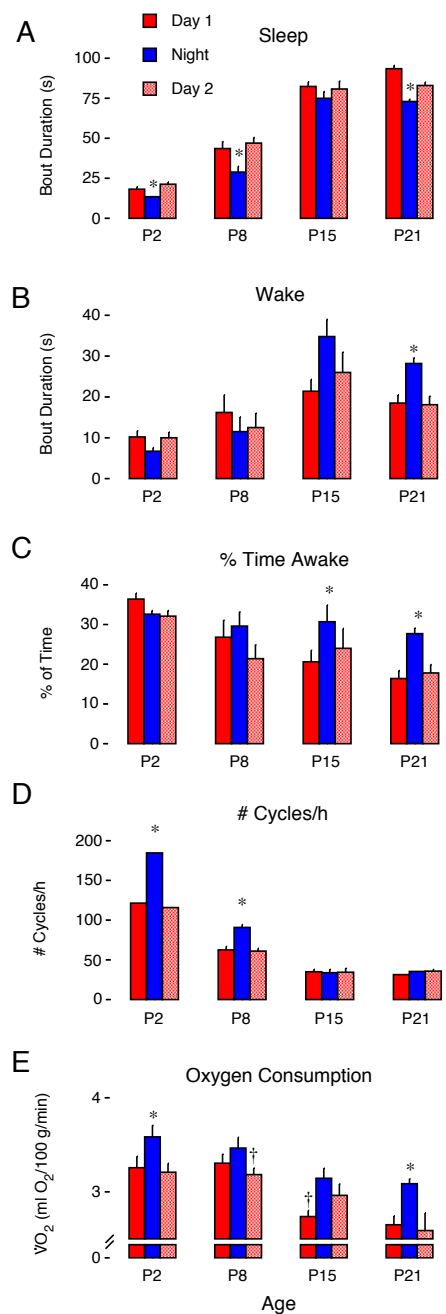 A
Day 1
Night
Day 2
Sleep
Bout Duration (s)
100
75
50
25
0
*
*
*
P2
P8
P15
P21
B
Wake
Bout Duration (s)
40
30
20
10
0
*
P2
P8
P15
P21
C
% Time Awake
% of Time
40
30
20
10
0
*
*
P2
P8
P15
P21
D
# Cycles/h
# Cycles/h
200
150
100
50
0
*
*
P2
P8
P15
P21
E
Oxygen Consumption
V̇O2 (ml O2/100 g/min)
4
3
0
*
†
†
*
P2
P8
P15
P21
Age